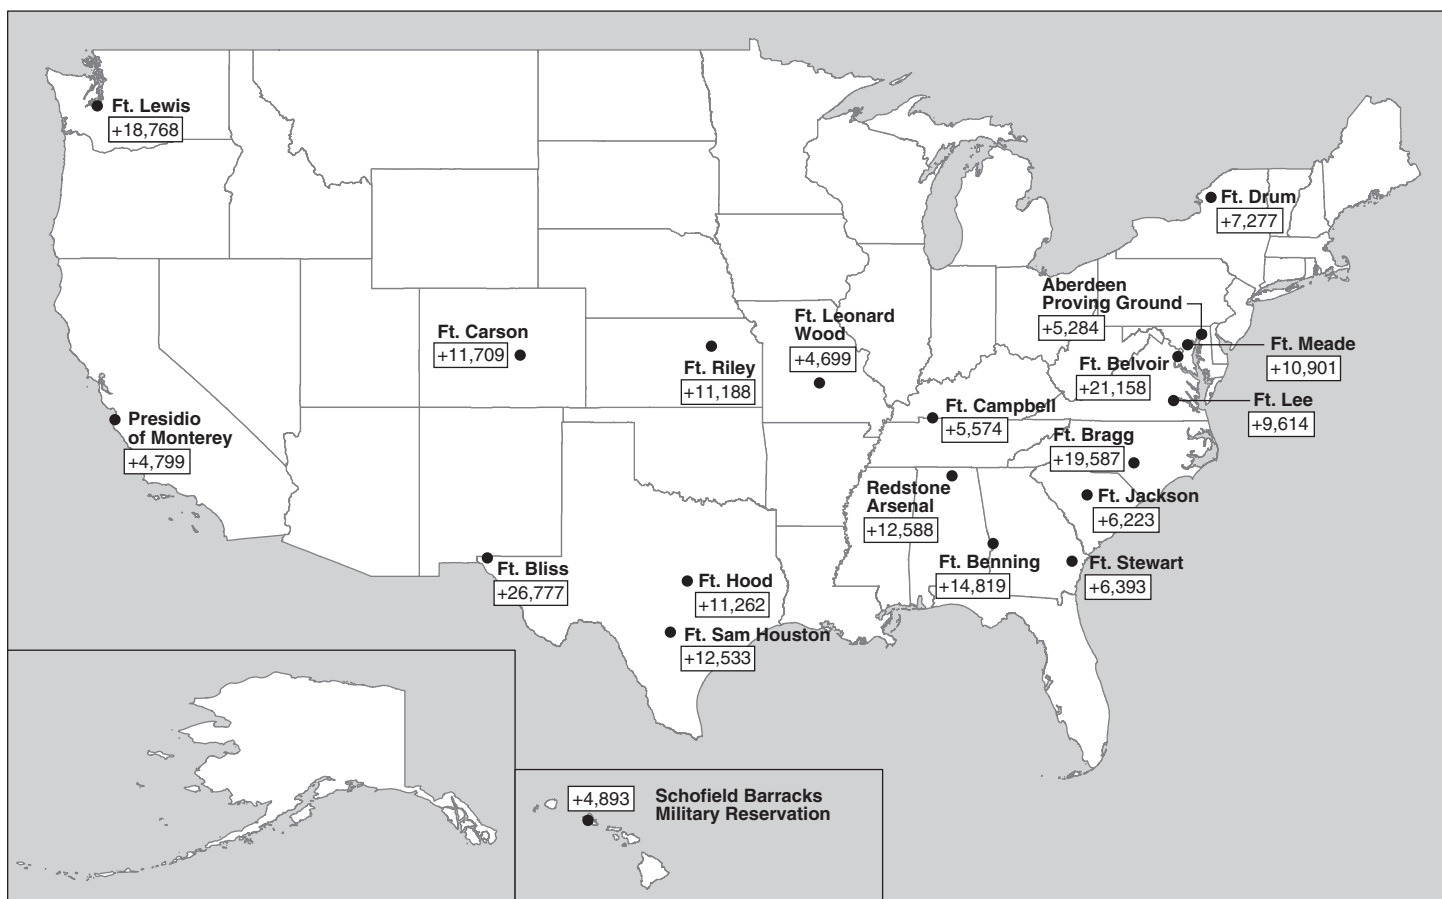 Ft. Lewis
+18,768
Ft. Drum
+7,277
Aberdeen
Proving Ground
+5,284
Ft. Leonard
Wood
+4,699
Ft. Carson
+11,709
Ft. Riley
+11,188
Ft. Meade
+10,901
Ft. Belvoir
+21,158
Ft. Lee
+9,614
Ft. Campbell
+5,574
Presidio
of Monterey
+4,799
Ft. Bragg
+19,587
Redstone
Arsenal
+12,588
Ft. Jackson
+6,223
Ft. Benning
+14,819
Ft. Stewart
+6,393
Ft. Bliss
+26,777
Ft. Hood
+11,262
Ft. Sam Houston
+12,533
+4,893
Schofield Barracks
Military Reservation